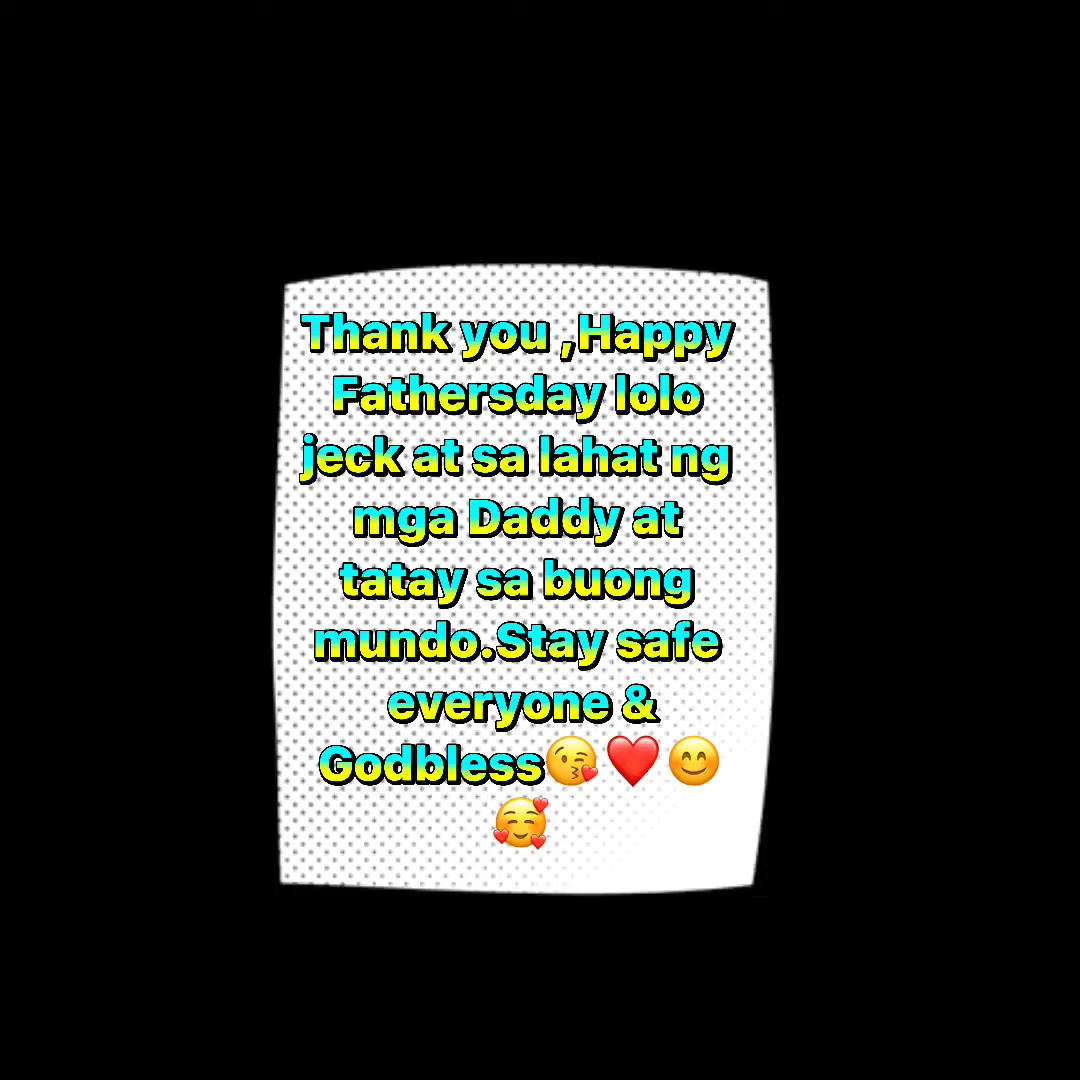 Thank you ,Happy
Fathersday lolo
jeck at sa lahat ng
mga Daddy at
tatay sa buong
mundo.Stay safe
everyone &
Godbless😘❤️😊
🥰